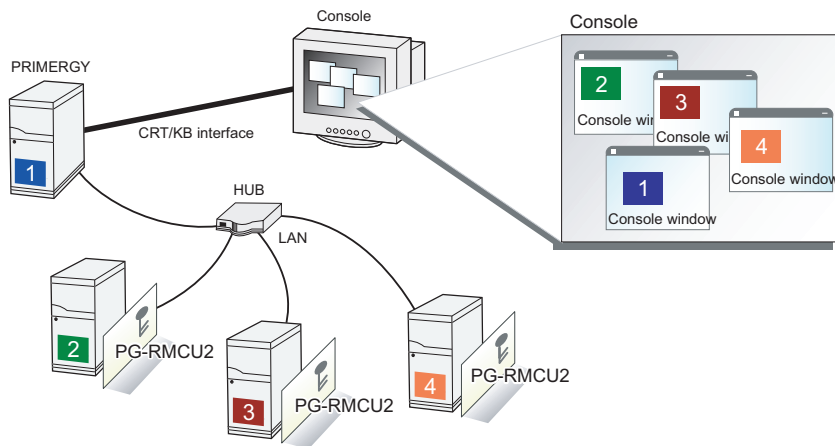 Console
PRIMERGY
1
CRT/KB interface
HUB
LAN
2
PG-RMCU2
3
PG-RMCU2
4
PG-RMCU2
Console
2
Console win
3
Console wi
4
Console window
1
Console window